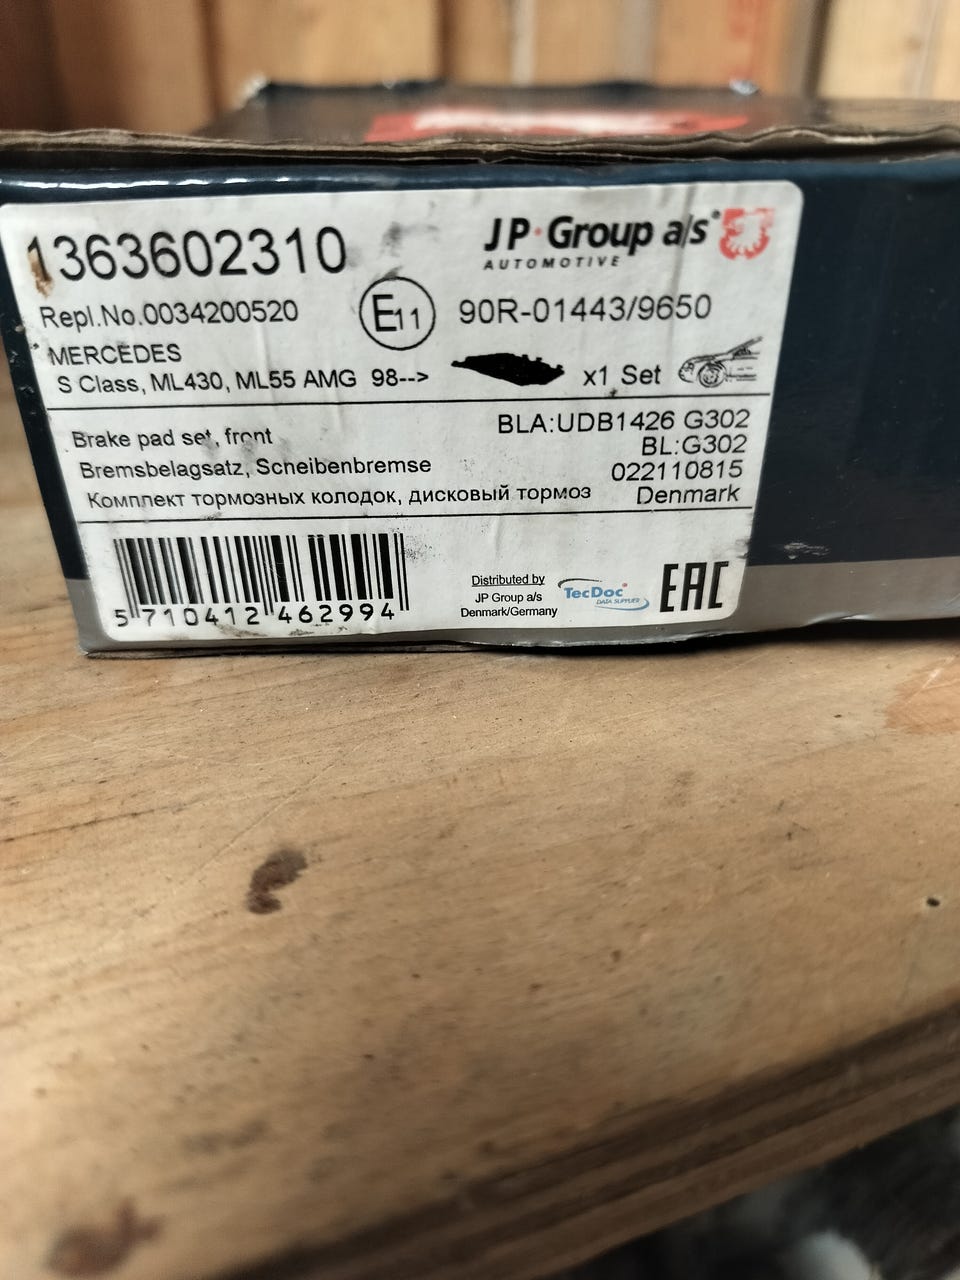 1363602310
JP Group a/s
AUTOMOTIVE
Repl.No.0034200520
E11
90R-01443/9650
MERCEDES
S Class, ML430, ML55 AMG 98-->
x1 Set
Brake pad set, front
Bremsbelagsatz, Scheibenbremse
Комплект тормозных колодок, дисковый тормоз
BLA:UDB1426 G302
BL:G302
022110815
Denmark
5 710412 462994
Distributed by
JP Group a/s
Denmark/Germany
TecDoc
DATA SUPPLIER
EAC